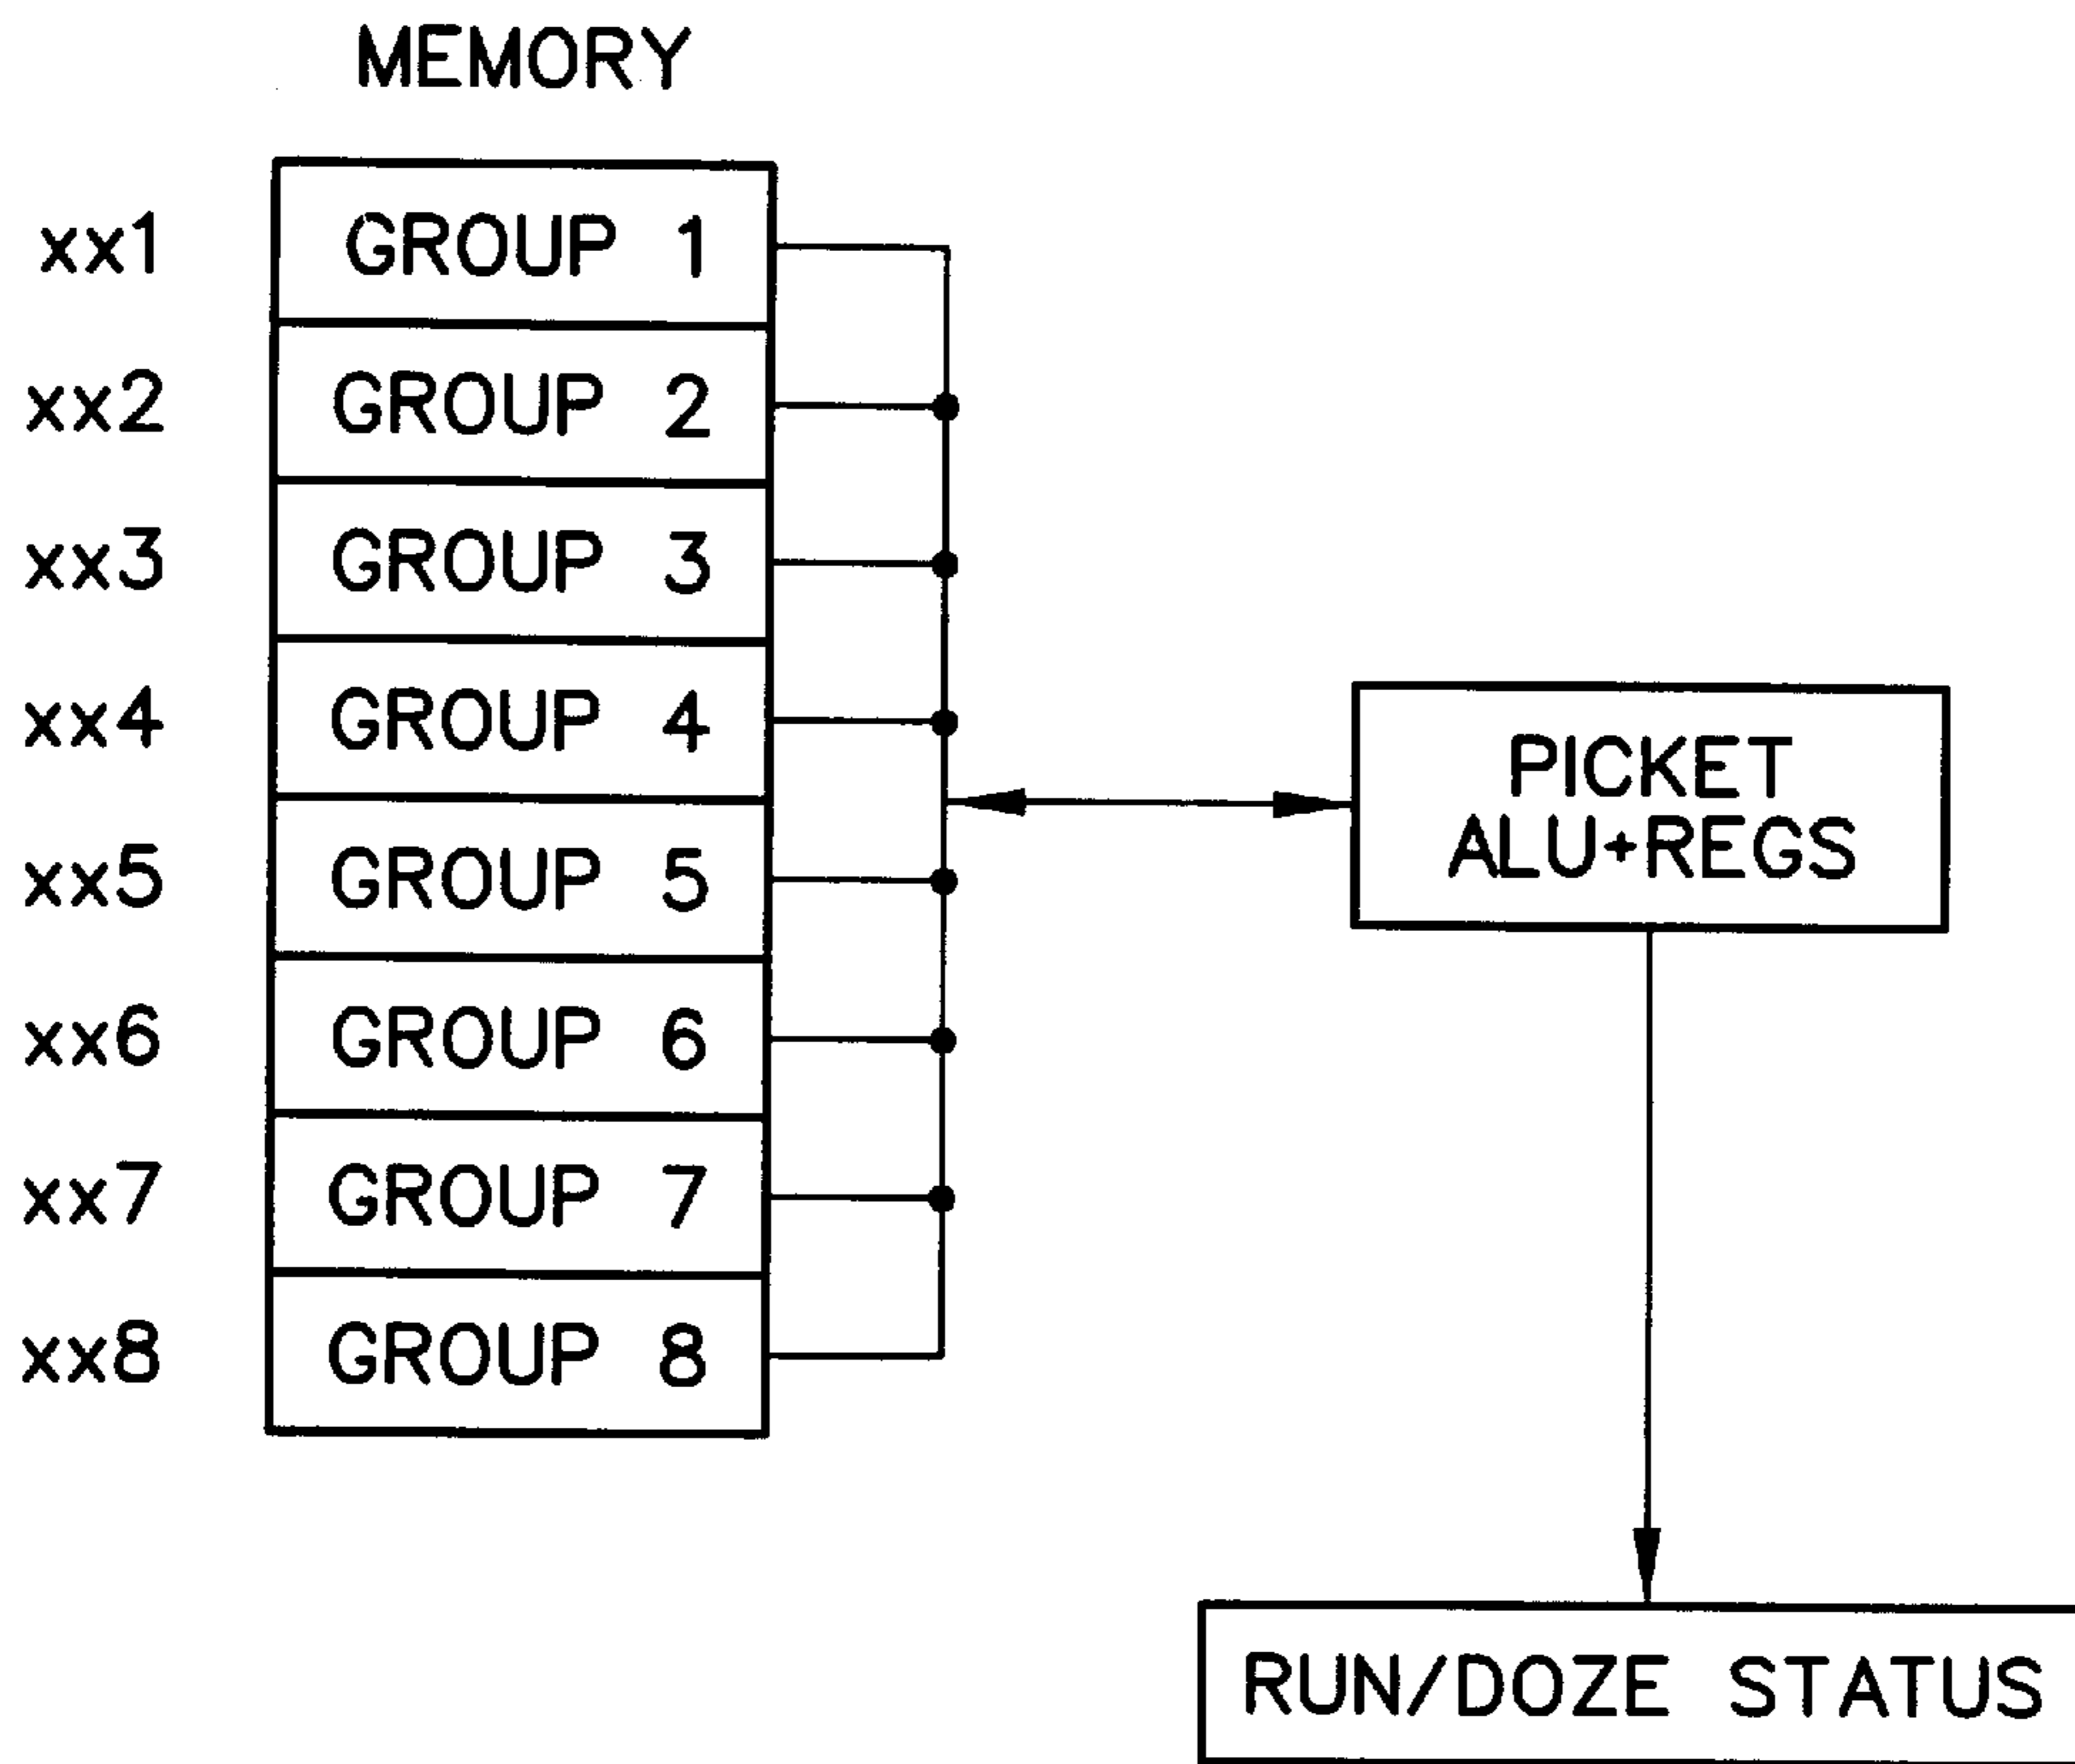 MEMORY
xx1 GROUP 1
xx2 GROUP 2
xx3 GROUP 3
xx4 GROUP 4
PICKET
ALU+REGS
xx5 GROUP 5
xx6 GROUP 6
xx7 GROUP 7
xx8 GROUP 8
RUN/DOZE STATUS